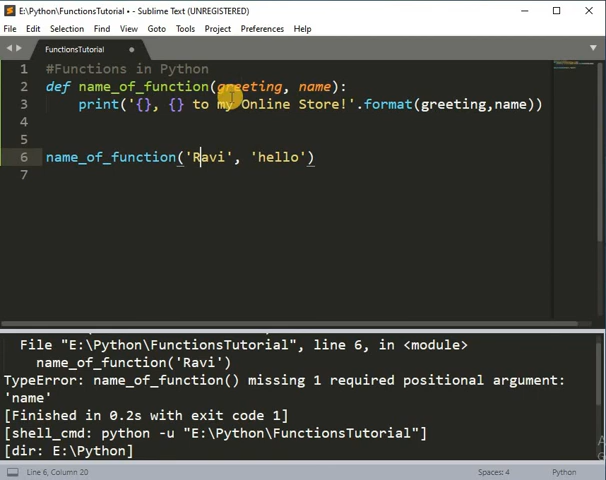 E:\Python\FunctionsTutorial • - Sublime Text (UNREGISTERED)
File Edit Selection Find View Goto Tools Project Preferences Help
FunctionsTutorial
1 #Functions in Python
2 def name_of_function(greeting, name):
3 print('{}, {} to my Online Store!'.format(greeting,name))
4
5
6 name_of_function('Ravi', 'hello')
7
File "E:\Python\FunctionsTutorial", line 6, in <module>
name_of_function('Ravi')
TypeError: name_of_function() missing 1 required positional argument:
'name'
[Finished in 0.2s with exit code 1]
[shell_cmd: python -u "E:\Python\FunctionsTutorial"]
[dir: E:\Python]
Line 6, Column 20 Spaces: 4 Python